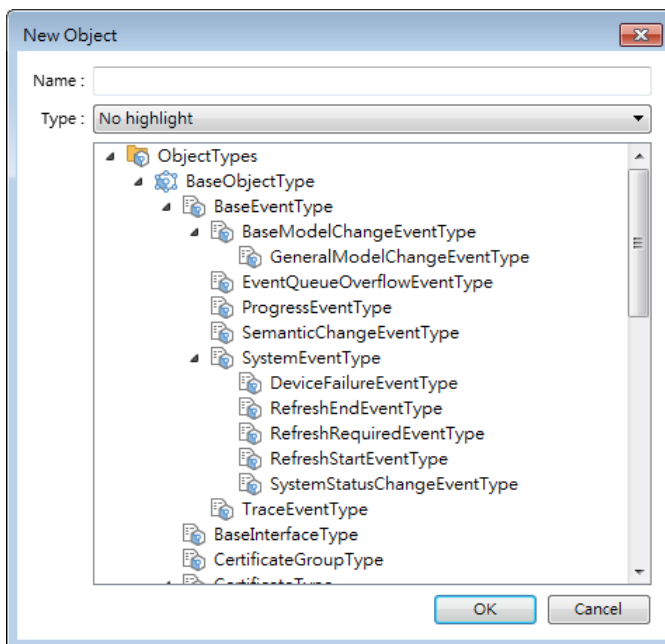 New Object
Name :
Type : No highlight
ObjectTypes
BaseObjectType
BaseEventType
BaseModelChangeEventType
GeneralModelChangeEventType
EventQueueOverflowEventType
ProgressEventType
SemanticChangeEventType
SystemEventType
DeviceFailureEventType
RefreshEndEventType
RefreshRequiredEventType
RefreshStartEventType
SystemStatusChangeEventType
TraceEventType
BaseInterfaceType
CertificateGroupType
CertificateType
OK Cancel